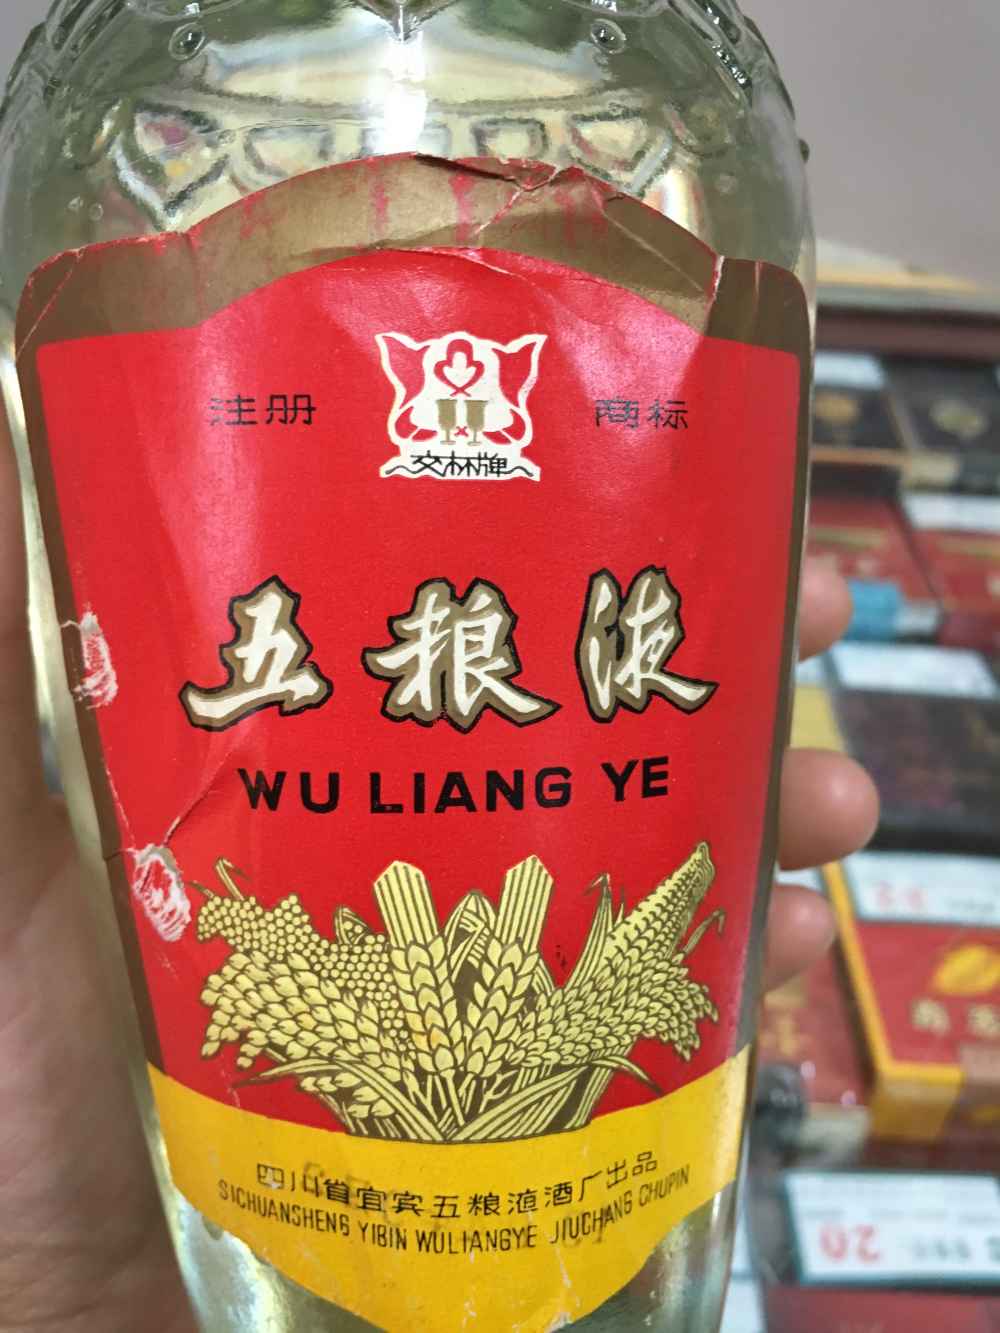 注册
商标
交杯牌
五粮液
WU LIANG YE
四川省宜宾五粮液酒厂出品
SICHUANSHENG YIBIN WULIANGYE JIUCHANG CHUPIN
20